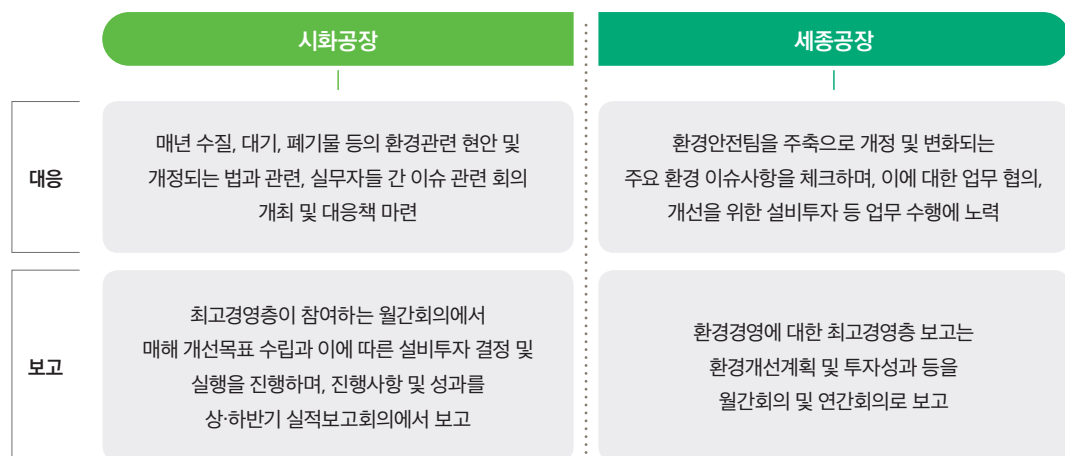 시화공장
세종공장
대응
매년 수질, 대기, 폐기물 등의 환경관련 현안 및
개정되는 법과 관련, 실무자들 간 이슈 관련 회의
개최 및 대응책 마련
환경안전팀을 주축으로 개정 및 변화되는
주요 환경 이슈사항을 체크하며, 이에 대한 업무 협의,
개선을 위한 설비투자 등 업무 수행에 노력
보고
최고경영층이 참여하는 월간회의에서
매해 개선목표 수립과 이에 따른 설비투자 결정 및
실행을 진행하며, 진행사항 및 성과를
상·하반기 실적보고회의에서 보고
환경경영에 대한 최고경영층 보고는
환경개선계획 및 투자성과 등을
월간회의 및 연간회의로 보고